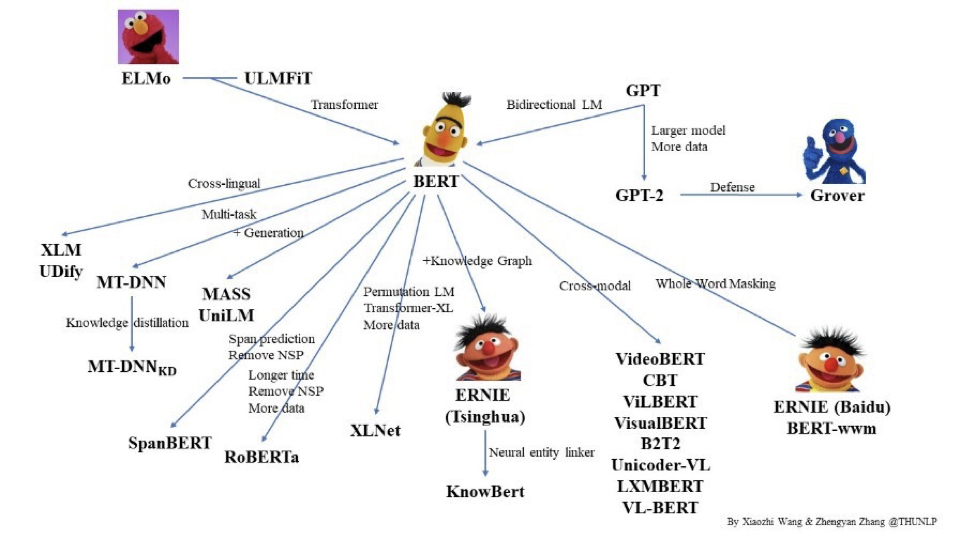 ELMo
ULMFiT
GPT
Transformer
Bidirectional LM
Larger model
More data
BERT
GPT-2
Defense
Grover
Cross-lingual
Multi-task
+ Generation
XLM
UDify
MT-DNN
MASS
UniLM
+Knowledge Graph
Cross-modal
Whole Word Masking
Permutation LM
Transformer-XL
More data
Knowledge distillation
MT-DNNKD
Span prediction
Remove NSP
Longer time
Remove NSP
More data
SpanBERT
RoBERTa
XLNet
ERNIE
(Tsinghua)
Neural entity linker
KnowBert
VideoBERT
CBT
ViLBERT
VisualBERT
B2T2
Unicoder-VL
LXMBERT
VL-BERT
ERNIE (Baidu)
BERT-wwm
By Xiaozhi Wang & Zhengyan Zhang @THUNLP